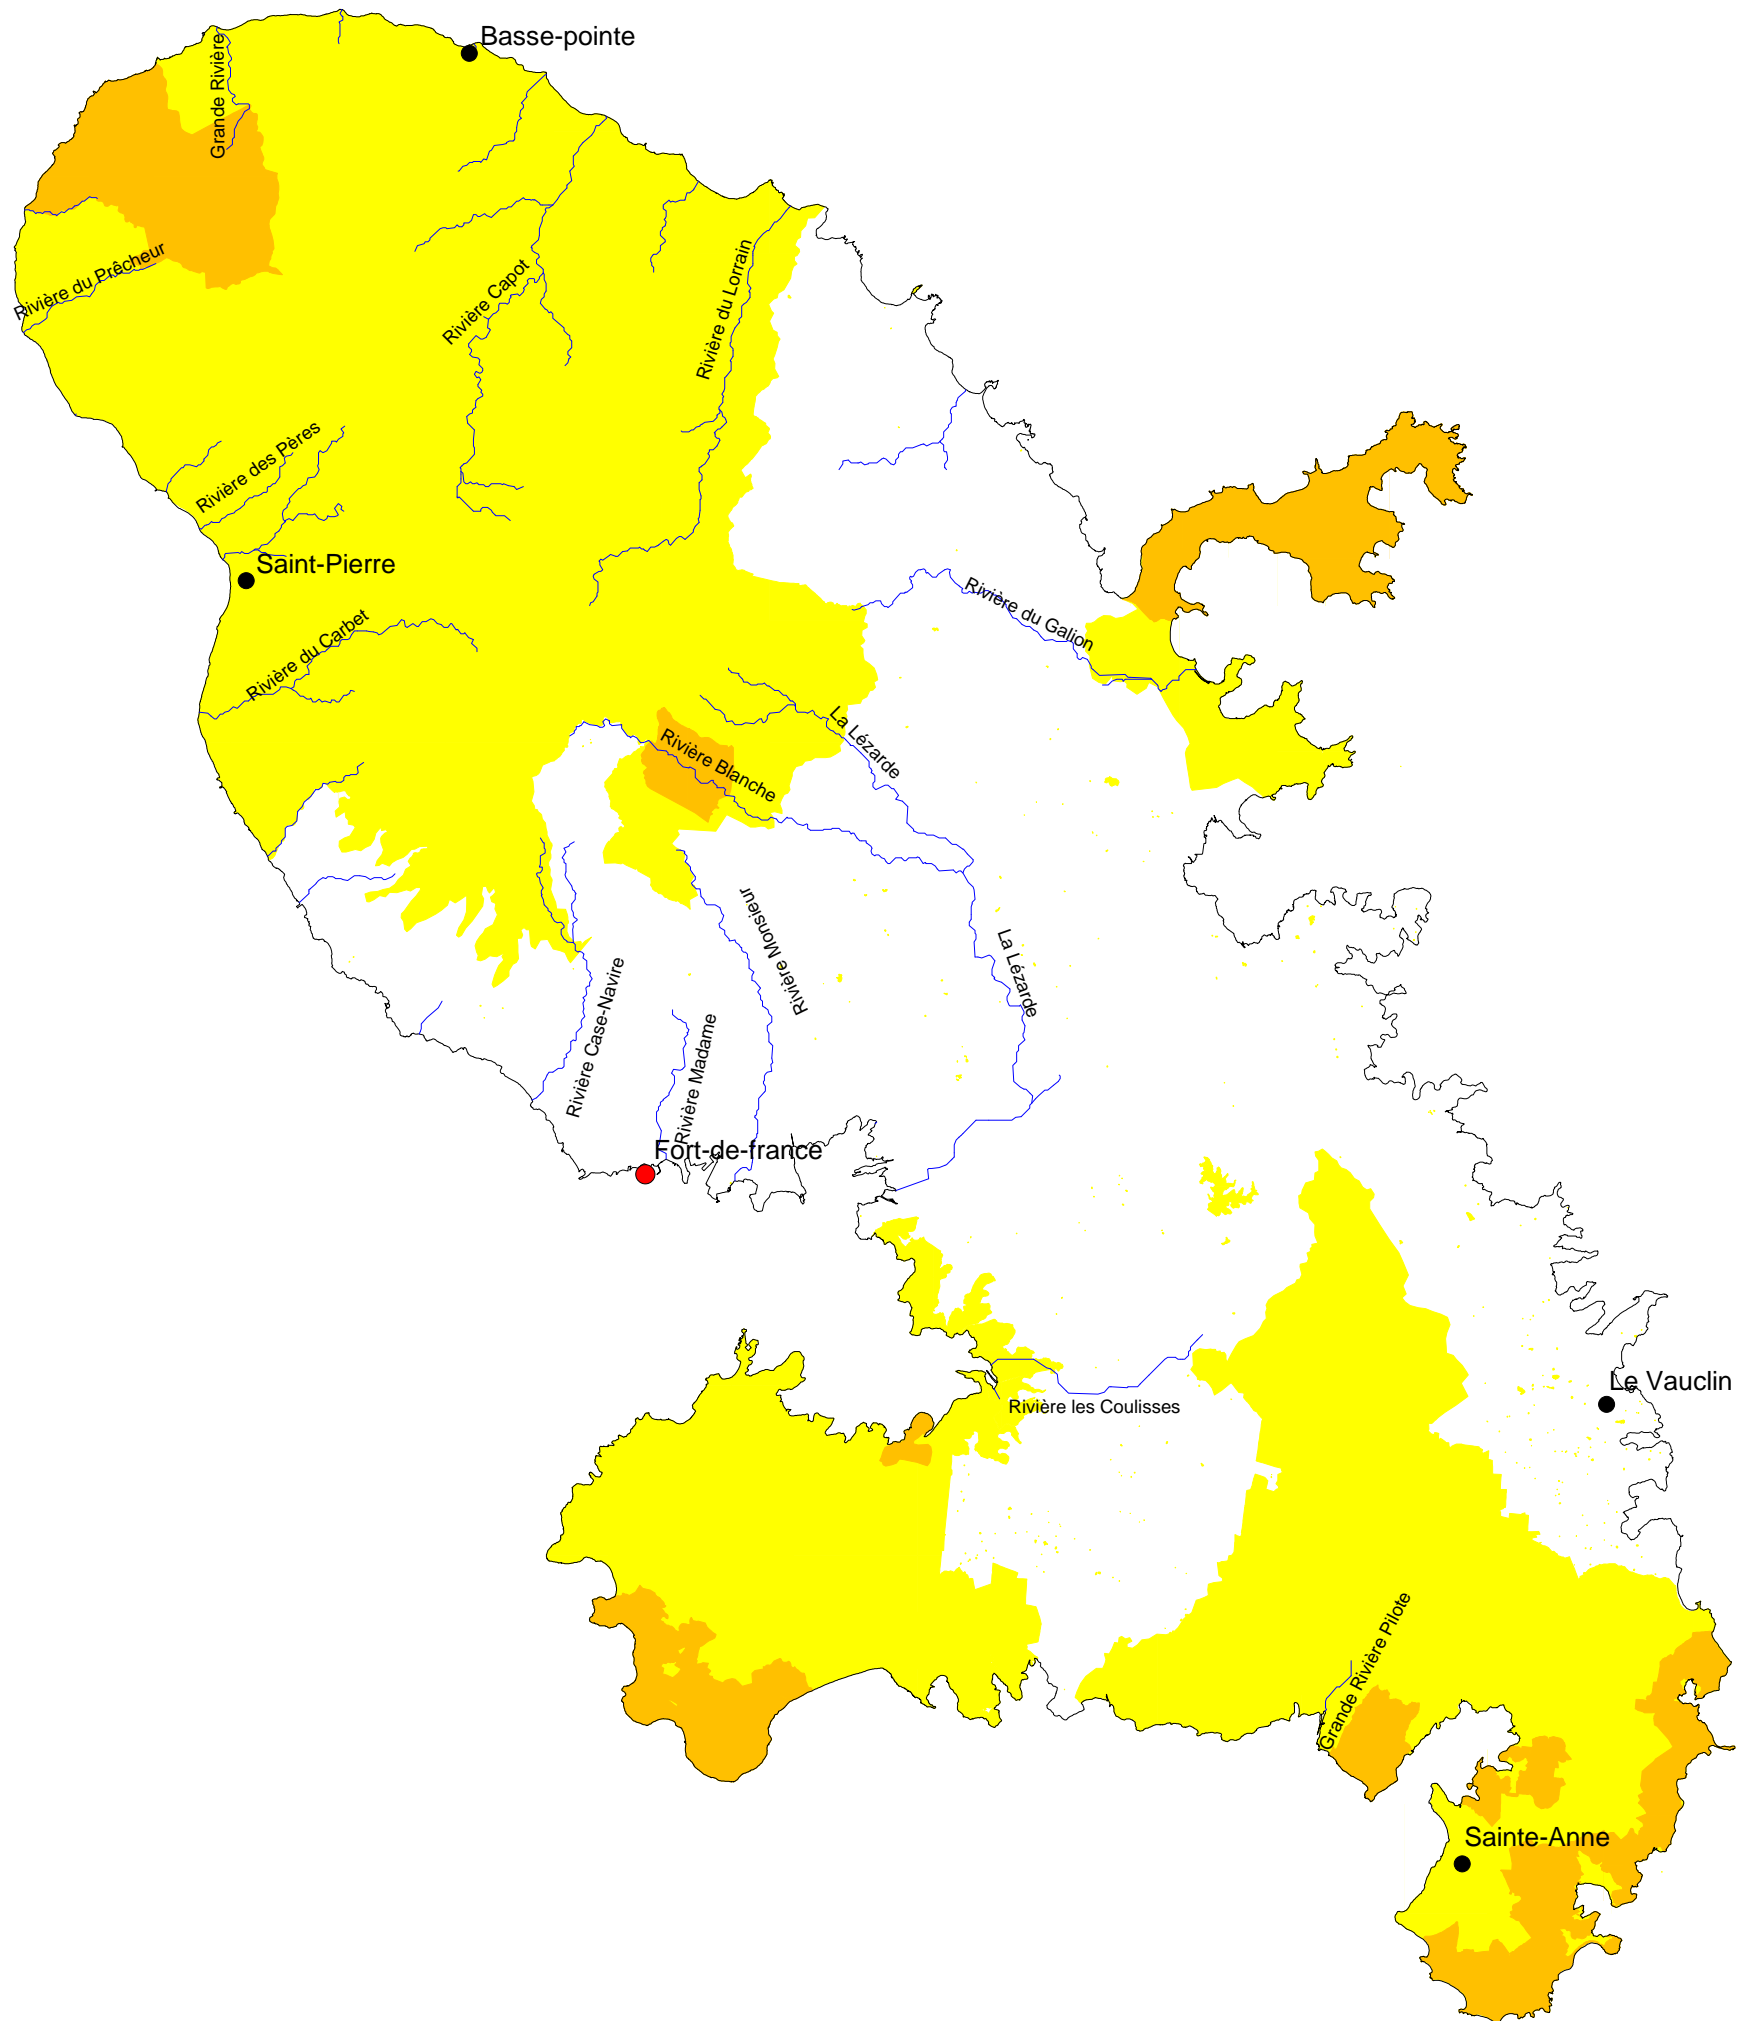 Basse-pointe
Grande Rivière
Rivière du Prêcheur
Rivière Capot
Rivière du Lorrain
Rivière des Pères
Saint-Pierre
Rivière du Galion
Rivière du Carbet
La Lézarde
Rivière Blanche
Rivière Monsieur
La Lézarde
Rivière Case-Navire
Rivière Madame
Fort-de-france
Le Vauclin
Rivière les Coulisses
Grande Rivière Pilote
Sainte-Anne